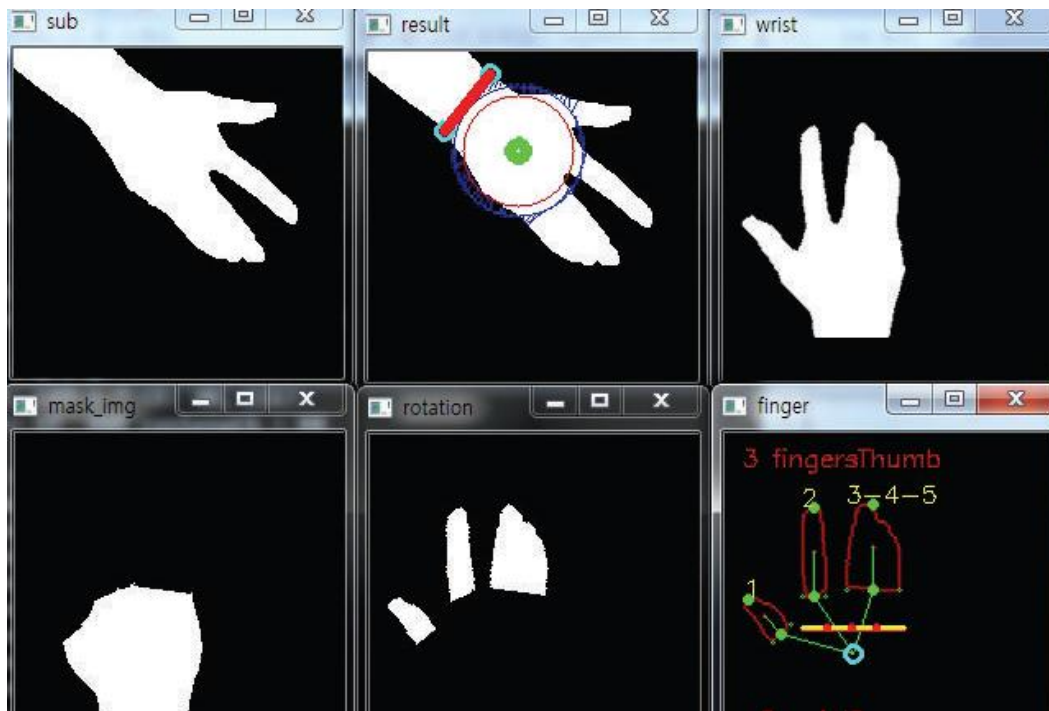 sub
result
wrist
mask_img
rotation
finger
3 fingersThumb
2
3-4-5
1